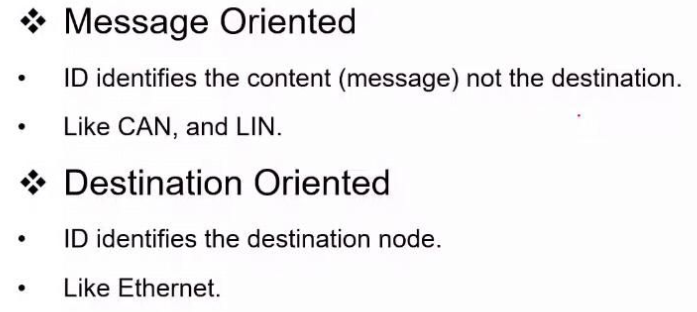 ❖ Message Oriented
• ID identifies the content (message) not the destination.
• Like CAN, and LIN.
❖ Destination Oriented
• ID identifies the destination node.
• Like Ethernet.